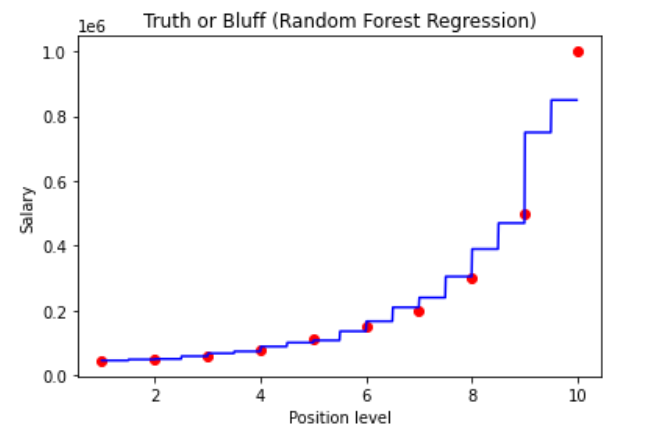 Truth or Bluff (Random Forest Regression)
1e6
1.0
0.8
0.6
0.4
0.2
0.0
Salary
2 4 6 8 10
Position level